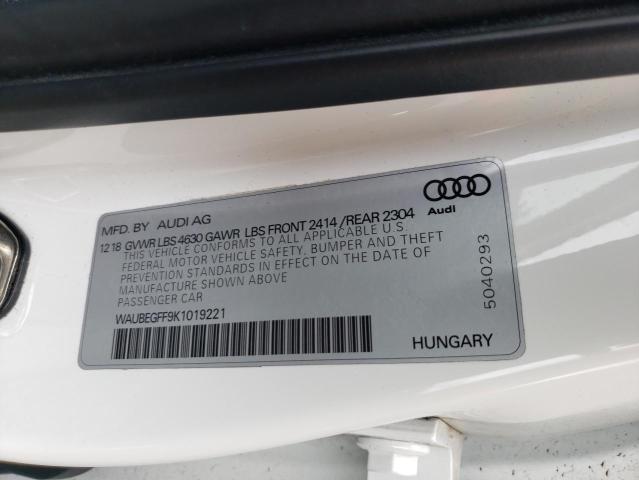 MFD. BY AUDI AG
Audi
12 18 GVWR LBS 4630 GAWR LBS FRONT 2414 / REAR 2304
THIS VEHICLE CONFORMS TO ALL APPLICABLE U.S.
FEDERAL MOTOR VEHICLE SAFETY, BUMPER AND THEFT
PREVENTION STANDARDS IN EFFECT ON THE DATE OF
MANUFACTURE SHOWN ABOVE
PASSENGER CAR
WAUBEGFF9K1019221
HUNGARY
5040293